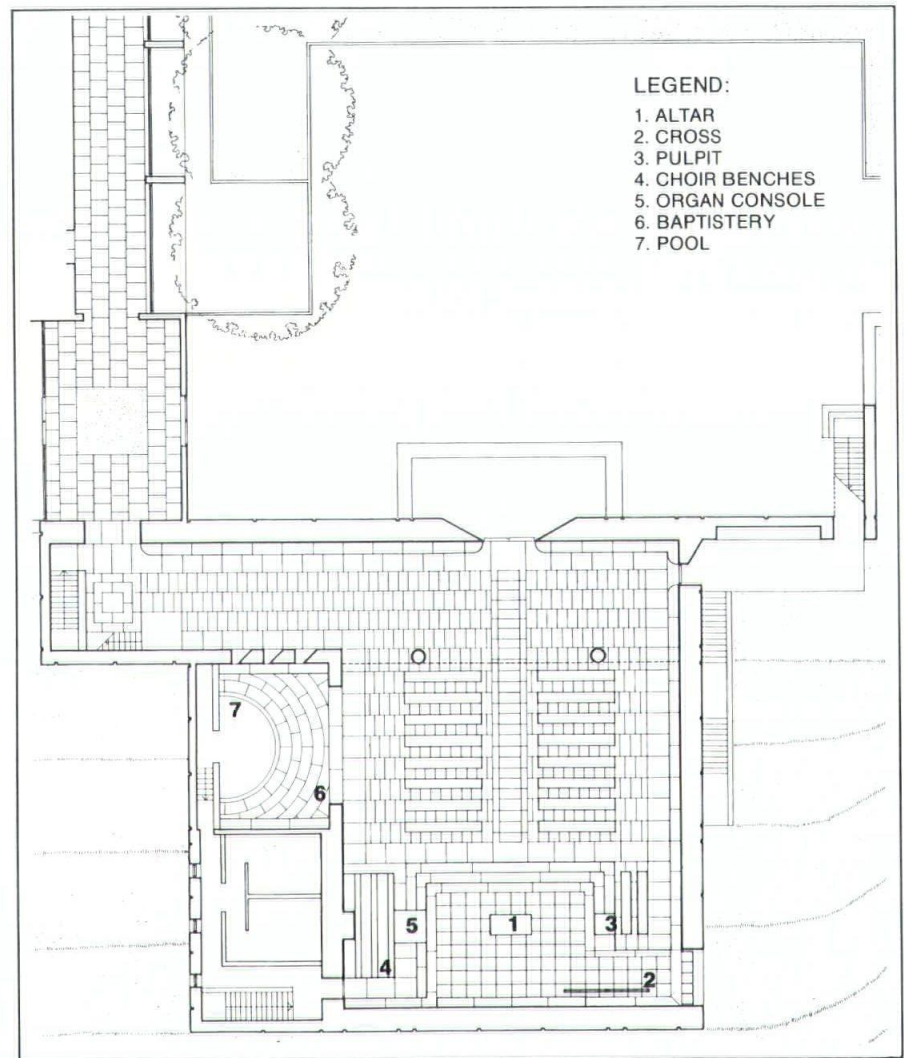 LEGEND:
1. ALTAR
2. CROSS
3. PULPIT
4. CHOIR BENCHES
5. ORGAN CONSOLE
6. BAPTISTERY
7. POOL
7
6
5
1
3
4
2